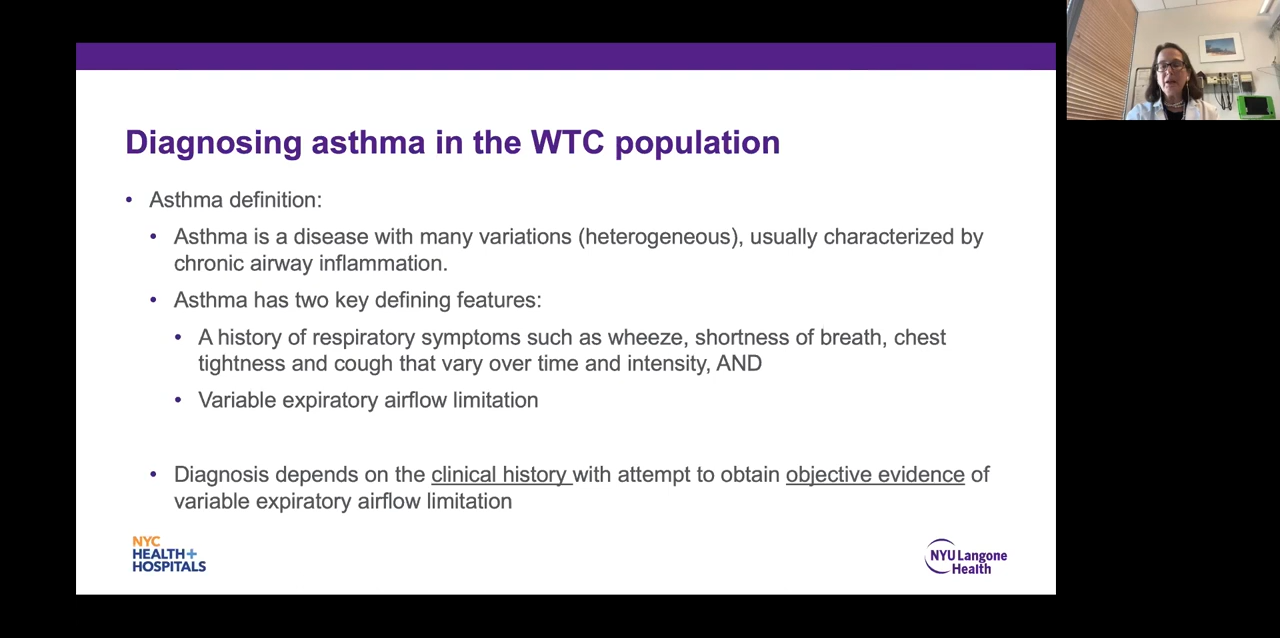 Diagnosing asthma in the WTC population
• Asthma definition:
• Asthma is a disease with many variations (heterogeneous), usually characterized by
chronic airway inflammation.
• Asthma has two key defining features:
• A history of respiratory symptoms such as wheeze, shortness of breath, chest
tightness and cough that vary over time and intensity, AND
• Variable expiratory airflow limitation
• Diagnosis depends on the clinical history with attempt to obtain objective evidence of
variable expiratory airflow limitation
NYC
HEALTH+
HOSPITALS
NYU Langone
Health